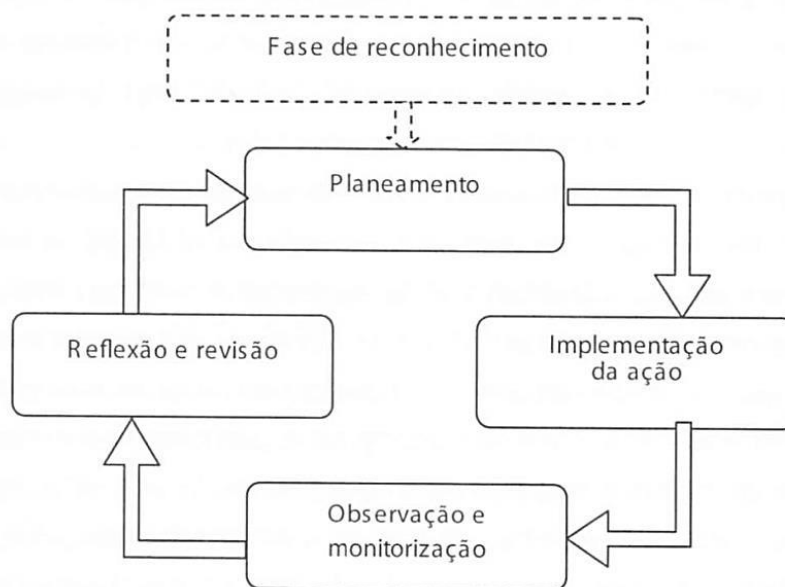 Fase de reconhecimento
Planeamento
Reflexão e revisão
Implementação
da ação
Observação e
monitorização